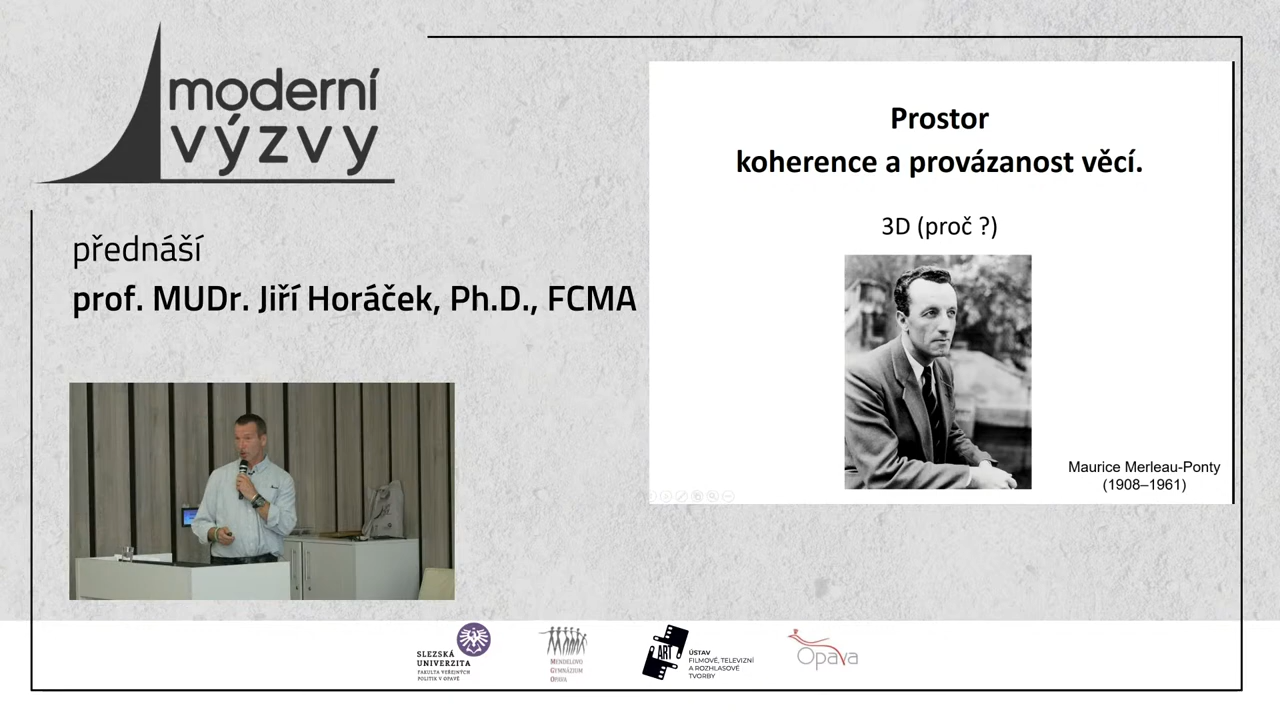 moderní
výzvy
přednáší
prof. MUDr. Jiří Horáček, Ph.D., FCMA
Prostor
koherence a provázanost věcí.
3D (proč ?)
Maurice Merleau-Ponty
(1908–1961)
SLEZSKÁ
UNIVERZITA
FAKULTA VEŘEJNÝCH
POLITIK V OPAVĚ
MENDELOVO
GYMNÁZIUM
OPAVA
ART
ÚSTAV
FILMOVÉ, TELEVIZNÍ
A ROZHLASOVÉ
TVORBY
Opava